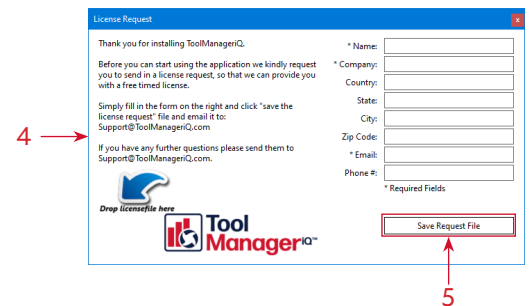 License Request
x
Thank you for installing ToolManageriQ.
Before you can start using the application we kindly request
you to send in a license request, so that we can provide you
with a free timed license.
Simply fill in the form on the right and click "save the
license request" file and email it to:
Support@ToolManageriQ.com
If you have any further questions please send them to
Support@ToolManageriQ.com.
Drop licensefile here
Tool
Manager iQ™
* Name:
* Company:
Country:
State:
City:
Zip Code:
* Email:
Phone #:
* Required Fields
Save Request File
4
5